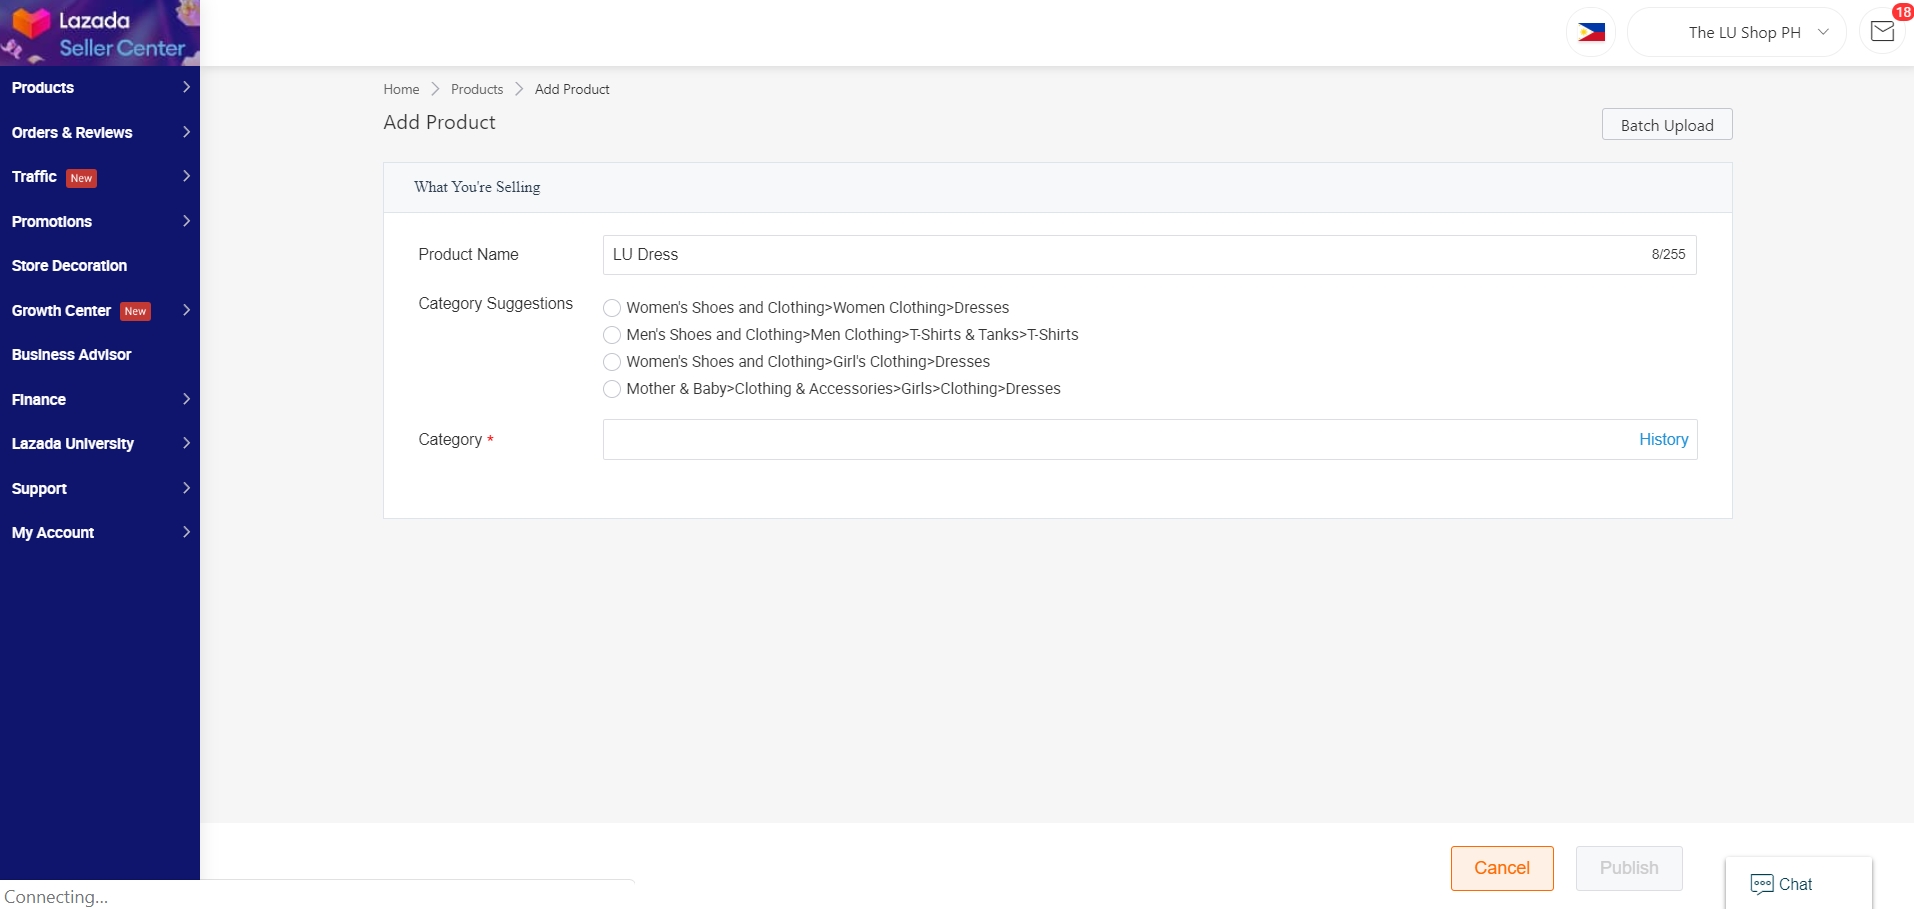 Lazada
Seller Center
The LU Shop PH
18
Products
Orders & Reviews
Traffic New
Promotions
Store Decoration
Growth Center New
Business Advisor
Finance
Lazada University
Support
My Account
Home Products Add Product
Add Product
Batch Upload
What You're Selling
Product Name LU Dress 8/255
Category Suggestions
Women's Shoes and Clothing>Women Clothing>Dresses
Men's Shoes and Clothing>Men Clothing>T-Shirts & Tanks>T-Shirts
Women's Shoes and Clothing>Girl's Clothing>Dresses
Mother & Baby>Clothing & Accessories>Girls>Clothing>Dresses
Category * History
Cancel Publish
Chat
Connecting...